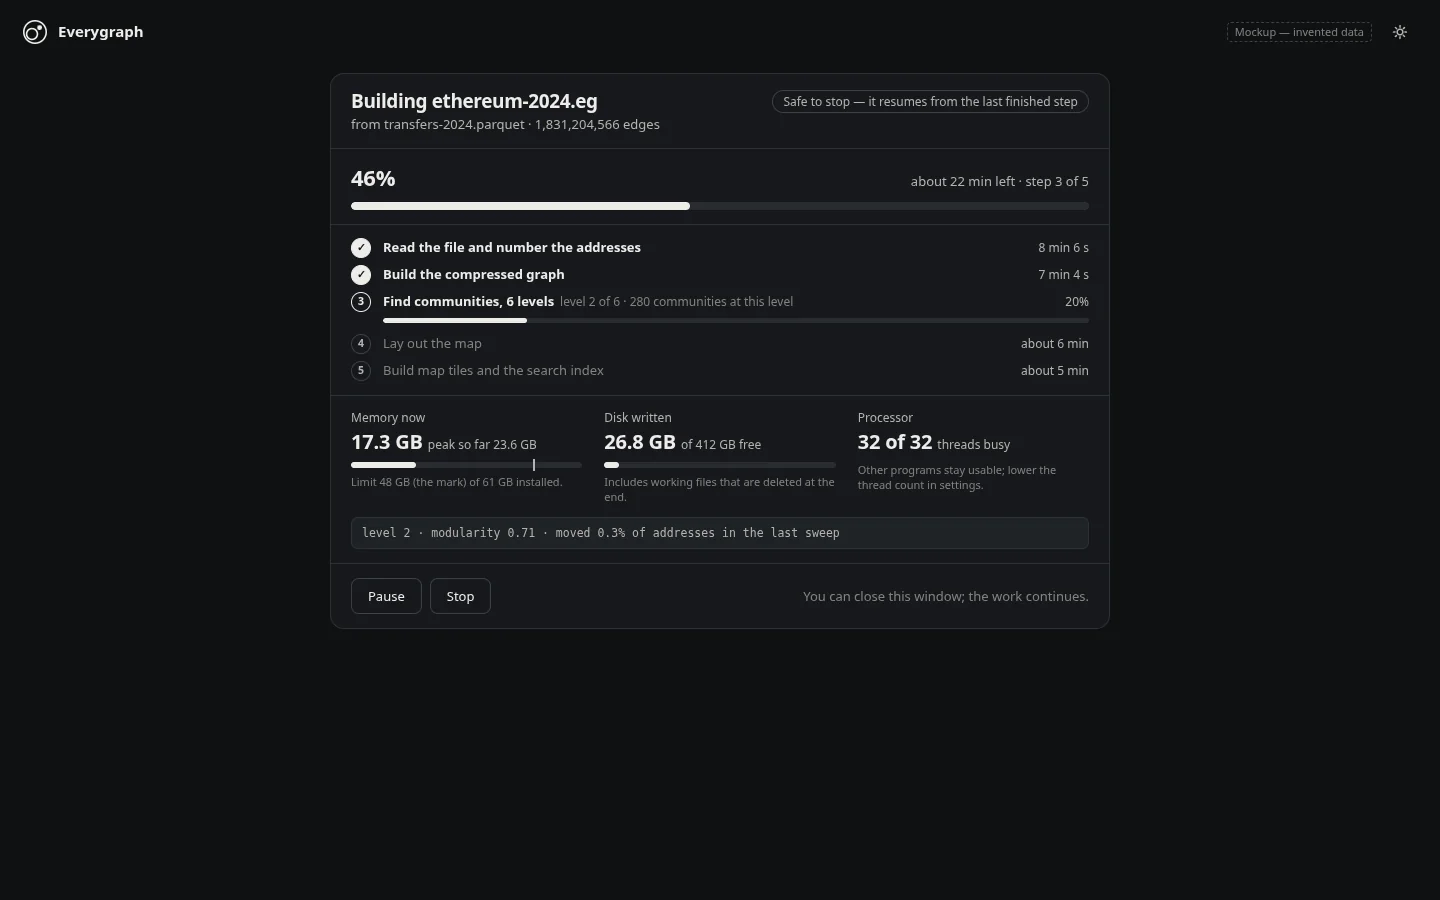 Everygraph
Mockup — invented data
Building ethereum-2024.eg
Safe to stop — it resumes from the last finished step
from transfers-2024.parquet · 1,831,204,566 edges
46%
about 22 min left · step 3 of 5
✓ Read the file and number the addresses 8 min 6 s
✓ Build the compressed graph 7 min 4 s
3 Find communities, 6 levels level 2 of 6 · 280 communities at this level 20%
4 Lay out the map about 6 min
5 Build map tiles and the search index about 5 min
Memory now
17.3 GB peak so far 23.6 GB
Limit 48 GB (the mark) of 61 GB installed.
Disk written
26.8 GB of 412 GB free
Includes working files that are deleted at the
end.
Processor
32 of 32 threads busy
Other programs stay usable; lower the
thread count in settings.
level 2 · modularity 0.71 · moved 0.3% of addresses in the last sweep
Pause
Stop
You can close this window; the work continues.